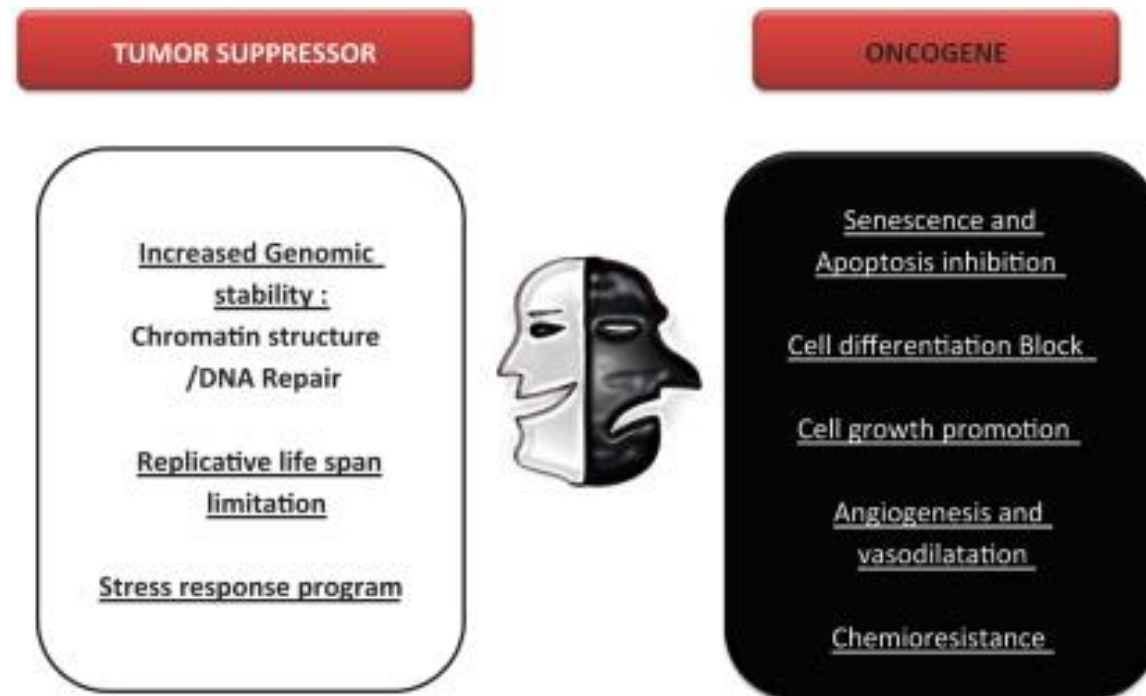 TUMOR SUPPRESSOR
Increased Genomic
stability :
Chromatin structure
/DNA Repair
Replicative life span
limitation
Stress response program
ONCOGENE
Senescence and
Apoptosis inhibition
Cell differentiation Block
Cell growth promotion
Angiogenesis and
vasodilatation
Chemioresistance